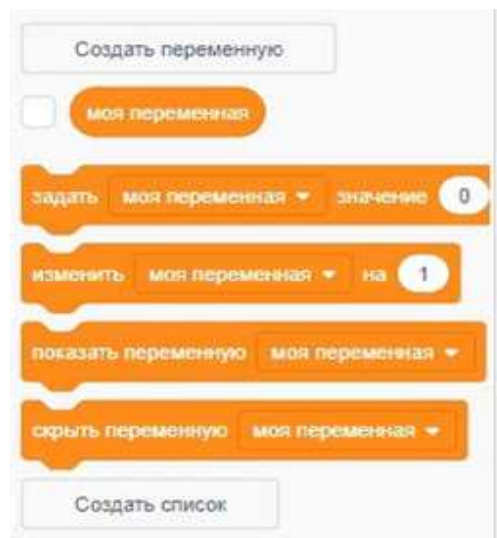 Создать переменную
моя переменная
задать моя переменная значение 0
изменить моя переменная на 1
показать переменную моя переменная
скрыть переменную моя переменная
Создать список